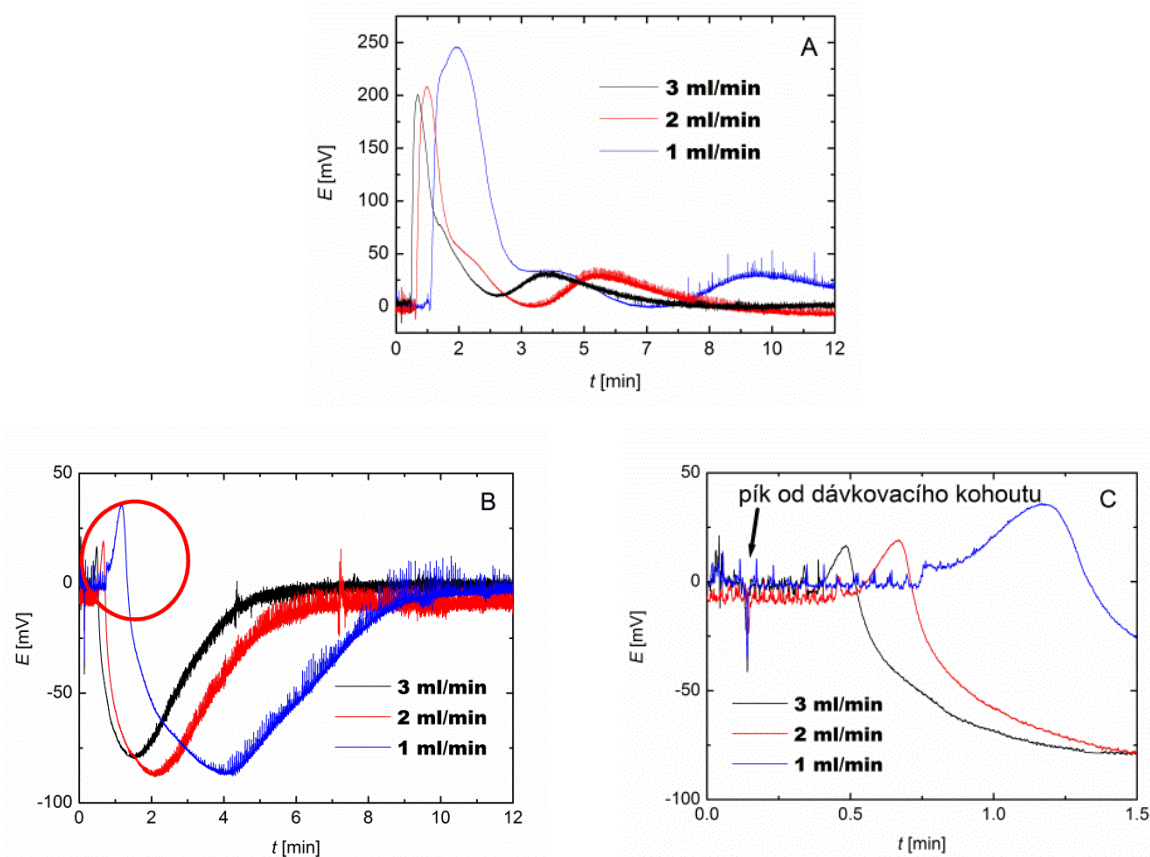 A
250
200
150
100
50
0
E [mV]
3 ml/min
2 ml/min
1 ml/min
0 2 3 5 7 8 10 12
t [min]
B
50
0
-50
-100
E [mV]
3 ml/min
2 ml/min
1 ml/min
0 2 4 6 8 10 12
t [min]
C
pík od dávkovacího kohoutu
50
0
-50
-100
E [mV]
3 ml/min
2 ml/min
1 ml/min
0.0 0.5 1.0 1.5
t [min]